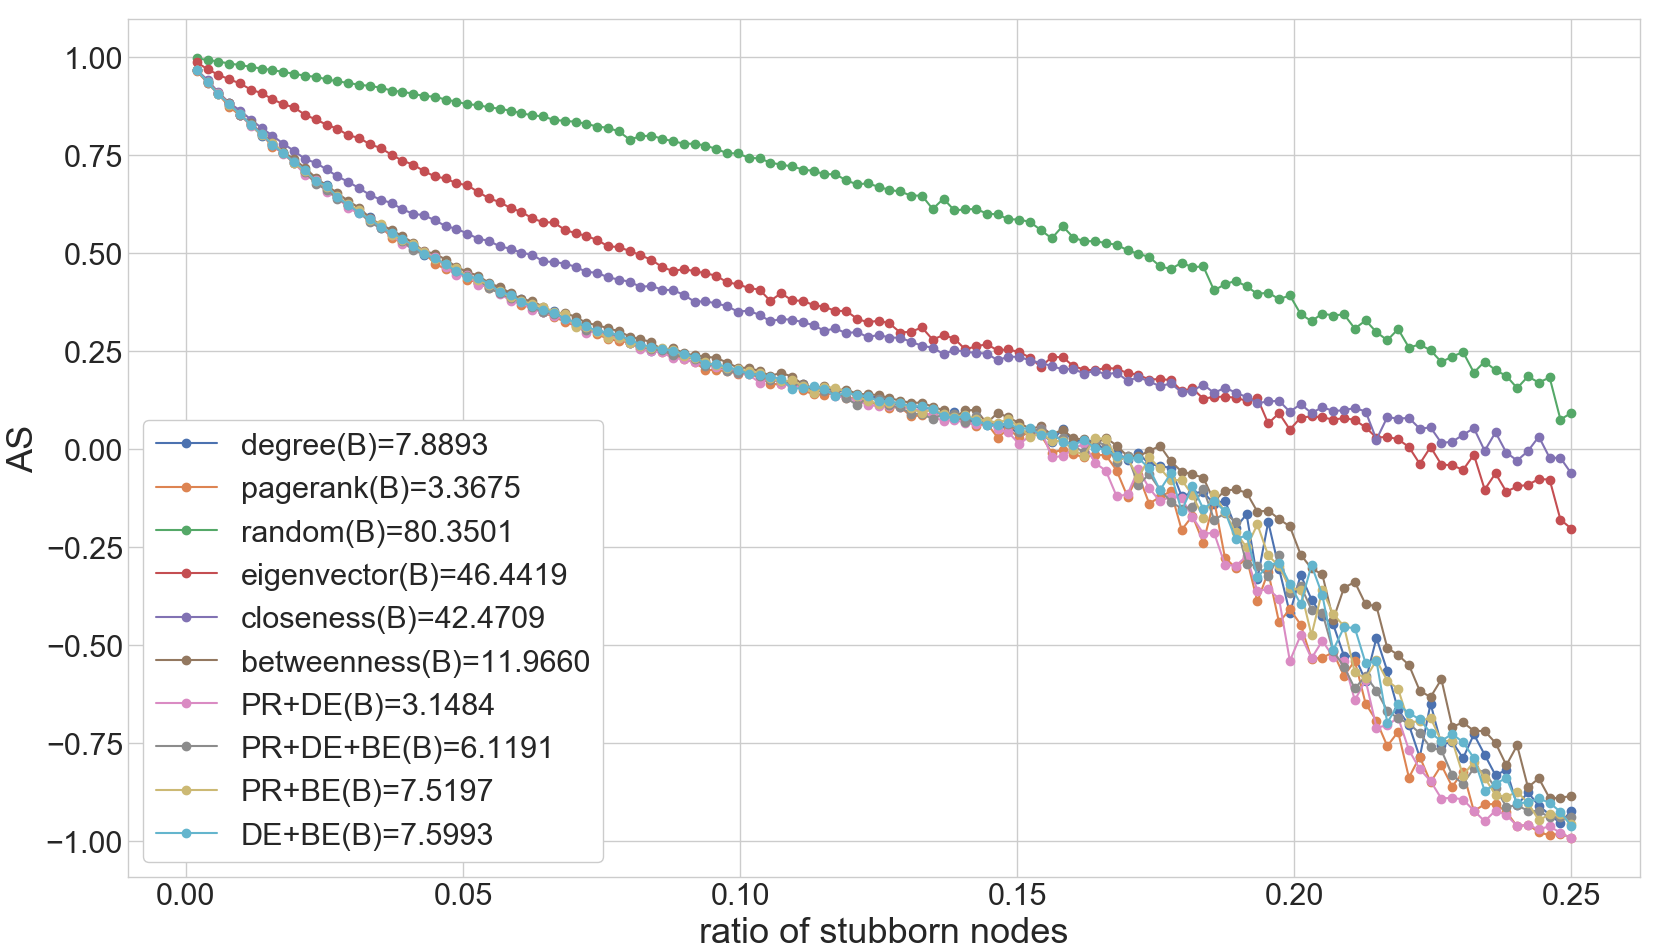 1.00
0.75
0.50
0.25
0.00
−0.25
−0.50
−0.75
−1.00
AS
degree(B)=7.8893
pagerank(B)=3.3675
random(B)=80.3501
eigenvector(B)=46.4419
closeness(B)=42.4709
betweenness(B)=11.9660
PR+DE(B)=3.1484
PR+DE+BE(B)=6.1191
PR+BE(B)=7.5197
DE+BE(B)=7.5993
0.00 0.05 0.10 0.15 0.20 0.25
ratio of stubborn nodes